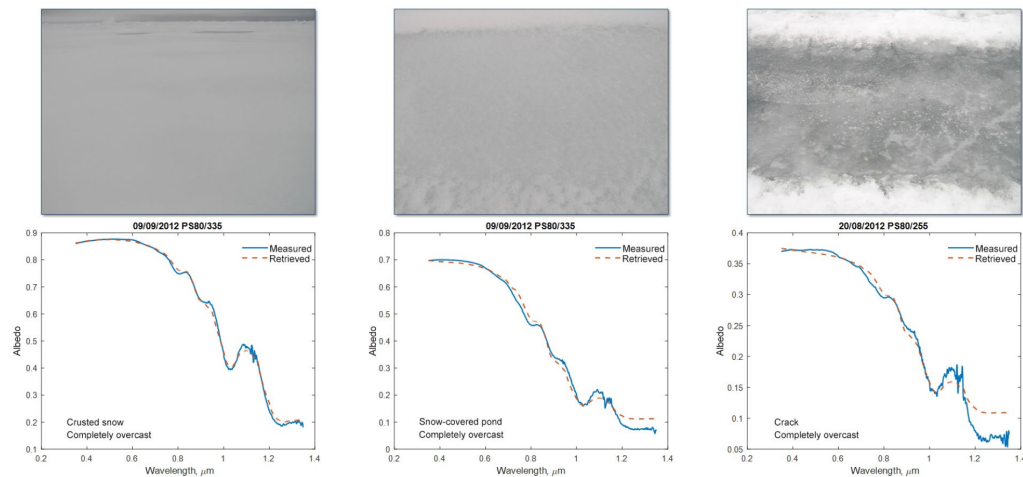 09/09/2012 PS80/335
0.9
0.8
0.7
0.6
0.5
0.4
0.3
0.2
0.1
Albedo
Measured
Retrieved
Crusted snow
Completely overcast
0.2 0.4 0.6 0.8 1 1.2 1.4
Wavelength, μm
09/09/2012 PS80/335
0.8
0.7
0.6
0.5
0.4
0.3
0.2
0.1
0
Albedo
Measured
Retrieved
Snow-covered pond
Completely overcast
0.2 0.4 0.6 0.8 1 1.2 1.4
Wavelength, μm
20/08/2012 PS80/255
0.4
0.35
0.3
0.25
0.2
0.15
0.1
0.05
Albedo
Measured
Retrieved
Crack
Completely overcast
0.2 0.4 0.6 0.8 1 1.2 1.4
Wavelength, μm